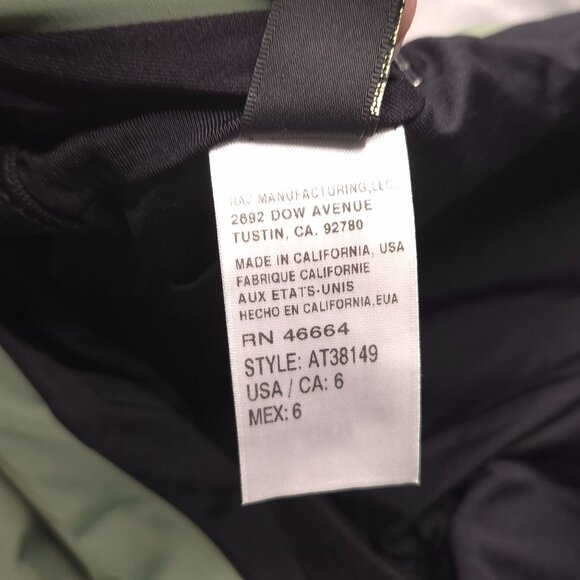 RAJ MANUFACTURING, LLC.
2692 DOW AVENUE
TUSTIN, CA. 92780
MADE IN CALIFORNIA, USA
FABRIQUE CALIFORNIE
AUX ETATS-UNIS
HECHO EN CALIFORNIA, EUA
RN 46664
STYLE: AT38149
USA / CA: 6
MEX: 6